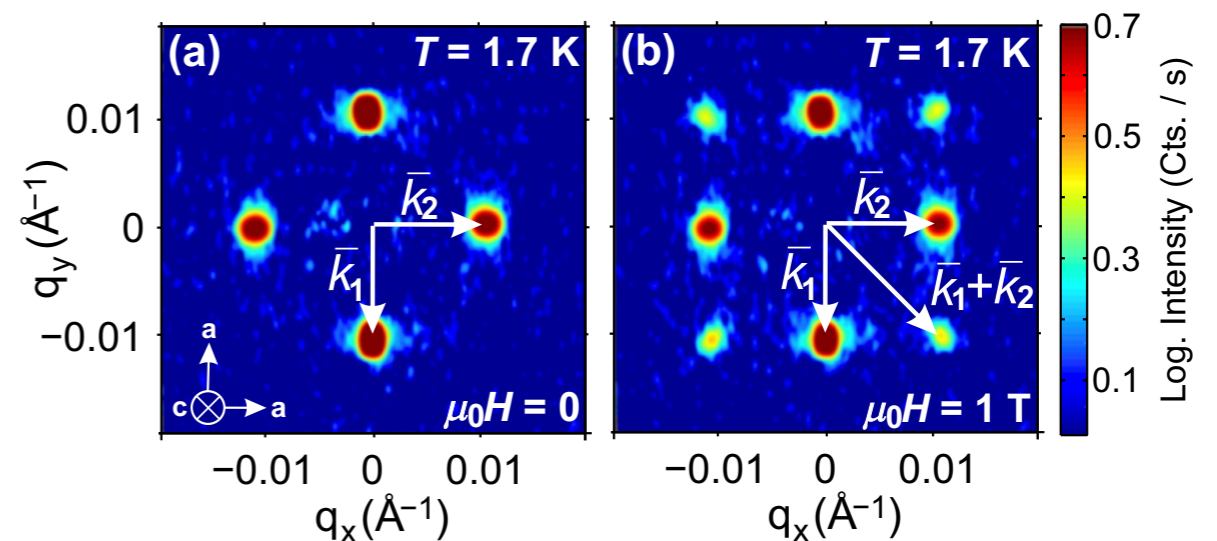 (a) T = 1.7 K
(b) T = 1.7 K
0.01
0
−0.01
q_y (Å⁻¹)
k̅₂
k̅₁
a
c a
μ₀H = 0
k̅₂
k̅₁
k̅₁+k̅₂
μ₀H = 1 T
−0.01 0 0.01
q_x (Å⁻¹)
−0.01 0 0.01
q_x (Å⁻¹)
0.7
0.5
0.3
0.1
Log. Intensity (Cts. / s)